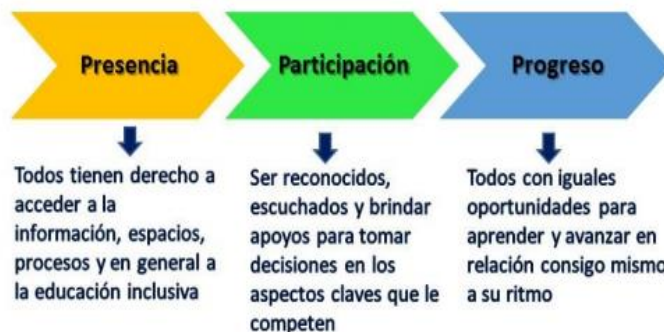 Presencia
Participación
Progreso
Todos tienen derecho a
acceder a la
información, espacios,
procesos y en general a
la educación inclusiva
Ser reconocidos,
escuchados y brindar
apoyos para tomar
decisiones en los
aspectos claves que le
competen
Todos con iguales
oportunidades para
aprender y avanzar en
relación consigo mismo
a su ritmo